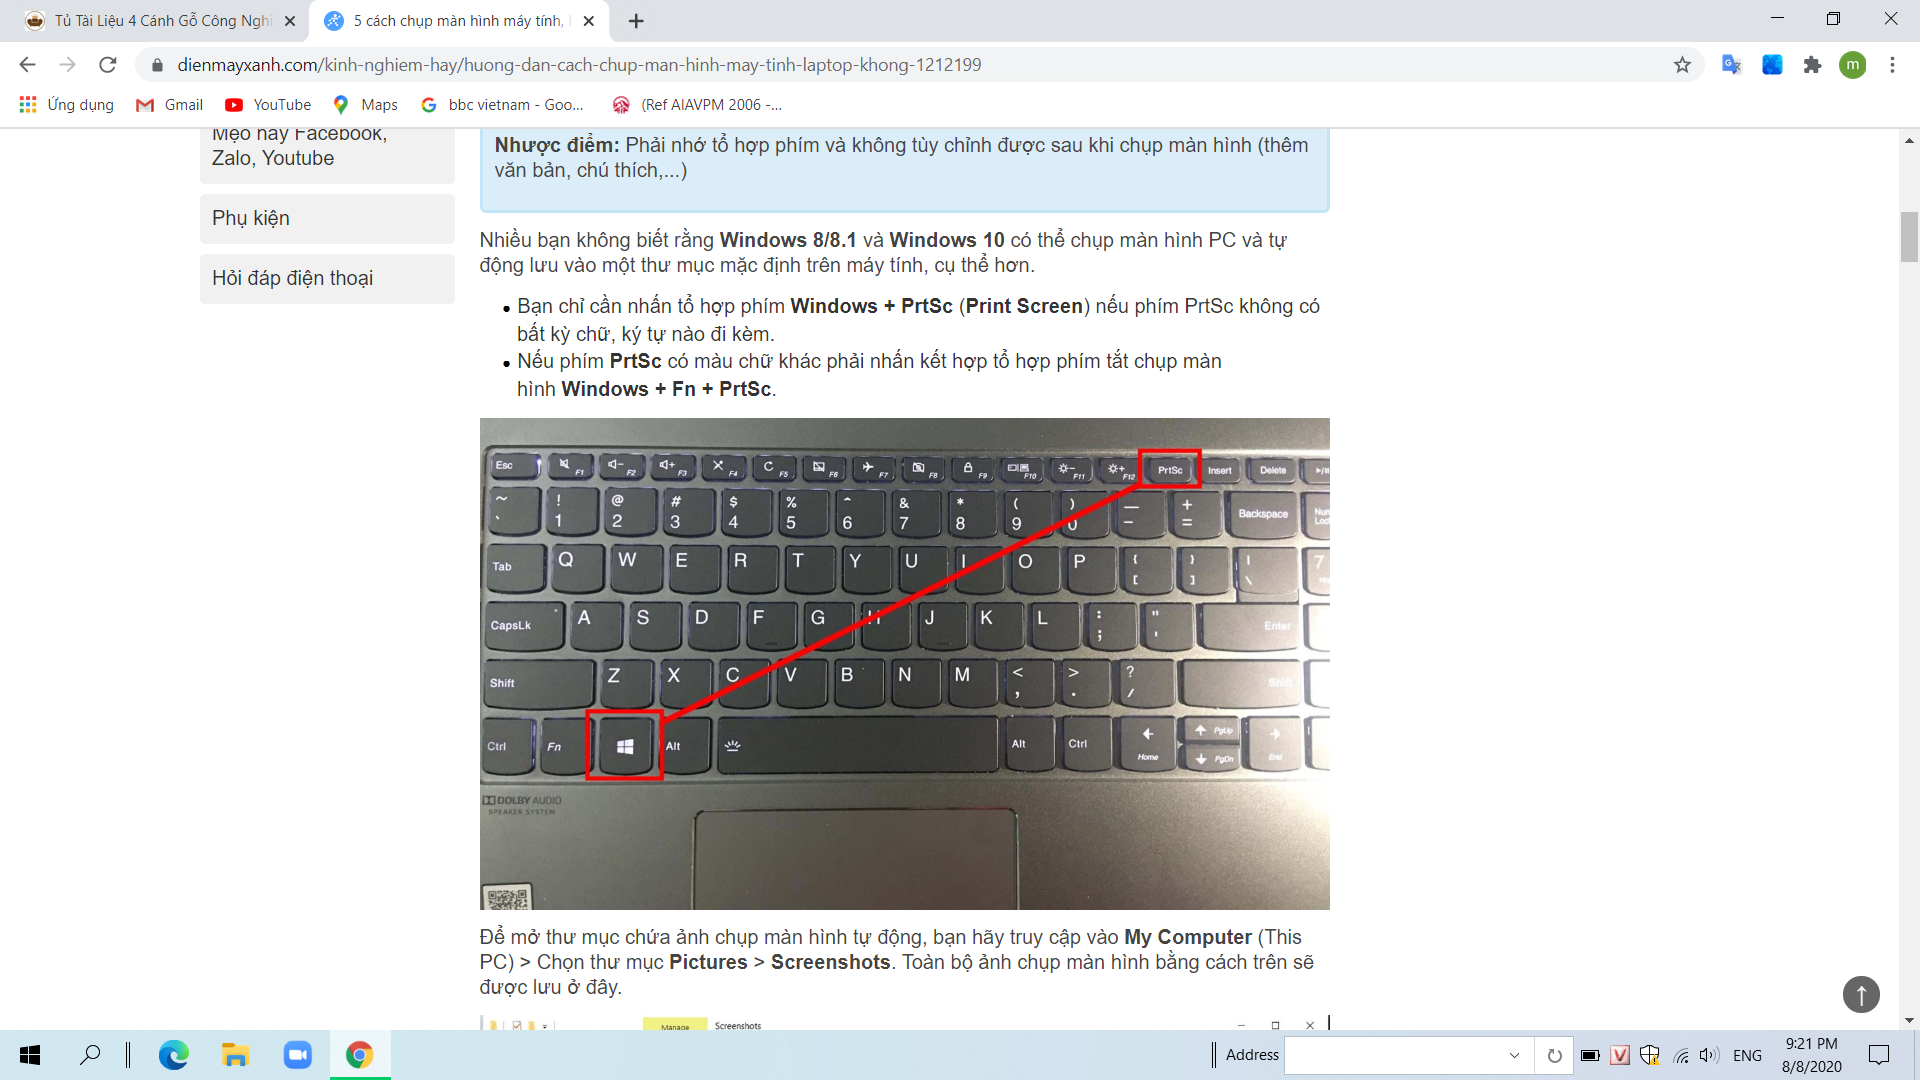 Tủ Tài Liệu 4 Cánh Gỗ Công Nghi
5 cách chụp màn hình máy tính,
dienmayxanh.com/kinh-nghiem-hay/huong-dan-cach-chup-man-hinh-may-tinh-laptop-khong-1212199
m
Ứng dụng
Gmail
YouTube
Maps
bbc vietnam - Goo...
(Ref AIAVPM 2006 -...
Mẹo hay Facebook,
Zalo, Youtube
Phụ kiện
Hỏi đáp điện thoại
Nhược điểm: Phải nhớ tổ hợp phím và không tùy chỉnh được sau khi chụp màn hình (thêm
văn bản, chú thích,...)
Nhiều bạn không biết rằng Windows 8/8.1 và Windows 10 có thể chụp màn hình PC và tự
động lưu vào một thư mục mặc định trên máy tính, cụ thể hơn.
Bạn chỉ cần nhấn tổ hợp phím Windows + PrtSc (Print Screen) nếu phím PrtSc không có
bất kỳ chữ, ký tự nào đi kèm.
Nếu phím PrtSc có màu chữ khác phải nhấn kết hợp tổ hợp phím tắt chụp màn
hình Windows + Fn + PrtSc.
Esc F1 F2 F3 F4 F5 F6 F7 F8 F9 F10 F11 F12 PrtSc Insert Delete
~ ! @ # $ % ^ & * ( ) — +
` 1 2 3 4 5 6 7 8 9 0 - = Backspace Num Lock
Tab Q W E R T Y U I O P { [ } ] | \ 7
CapsLk A S D F G H J K L : ; " ' Enter
Shift Z X C V B N M < , > . ? / Shift
Ctrl Fn Alt Alt Ctrl Home PgUp PgDn End
DOLBY AUDIO
SPEAKER SYSTEM
Để mở thư mục chứa ảnh chụp màn hình tự động, bạn hãy truy cập vào My Computer (This
PC) > Chọn thư mục Pictures > Screenshots. Toàn bộ ảnh chụp màn hình bằng cách trên sẽ
được lưu ở đây.
Manage Screenshots
Address
ENG
9:21 PM
8/8/2020